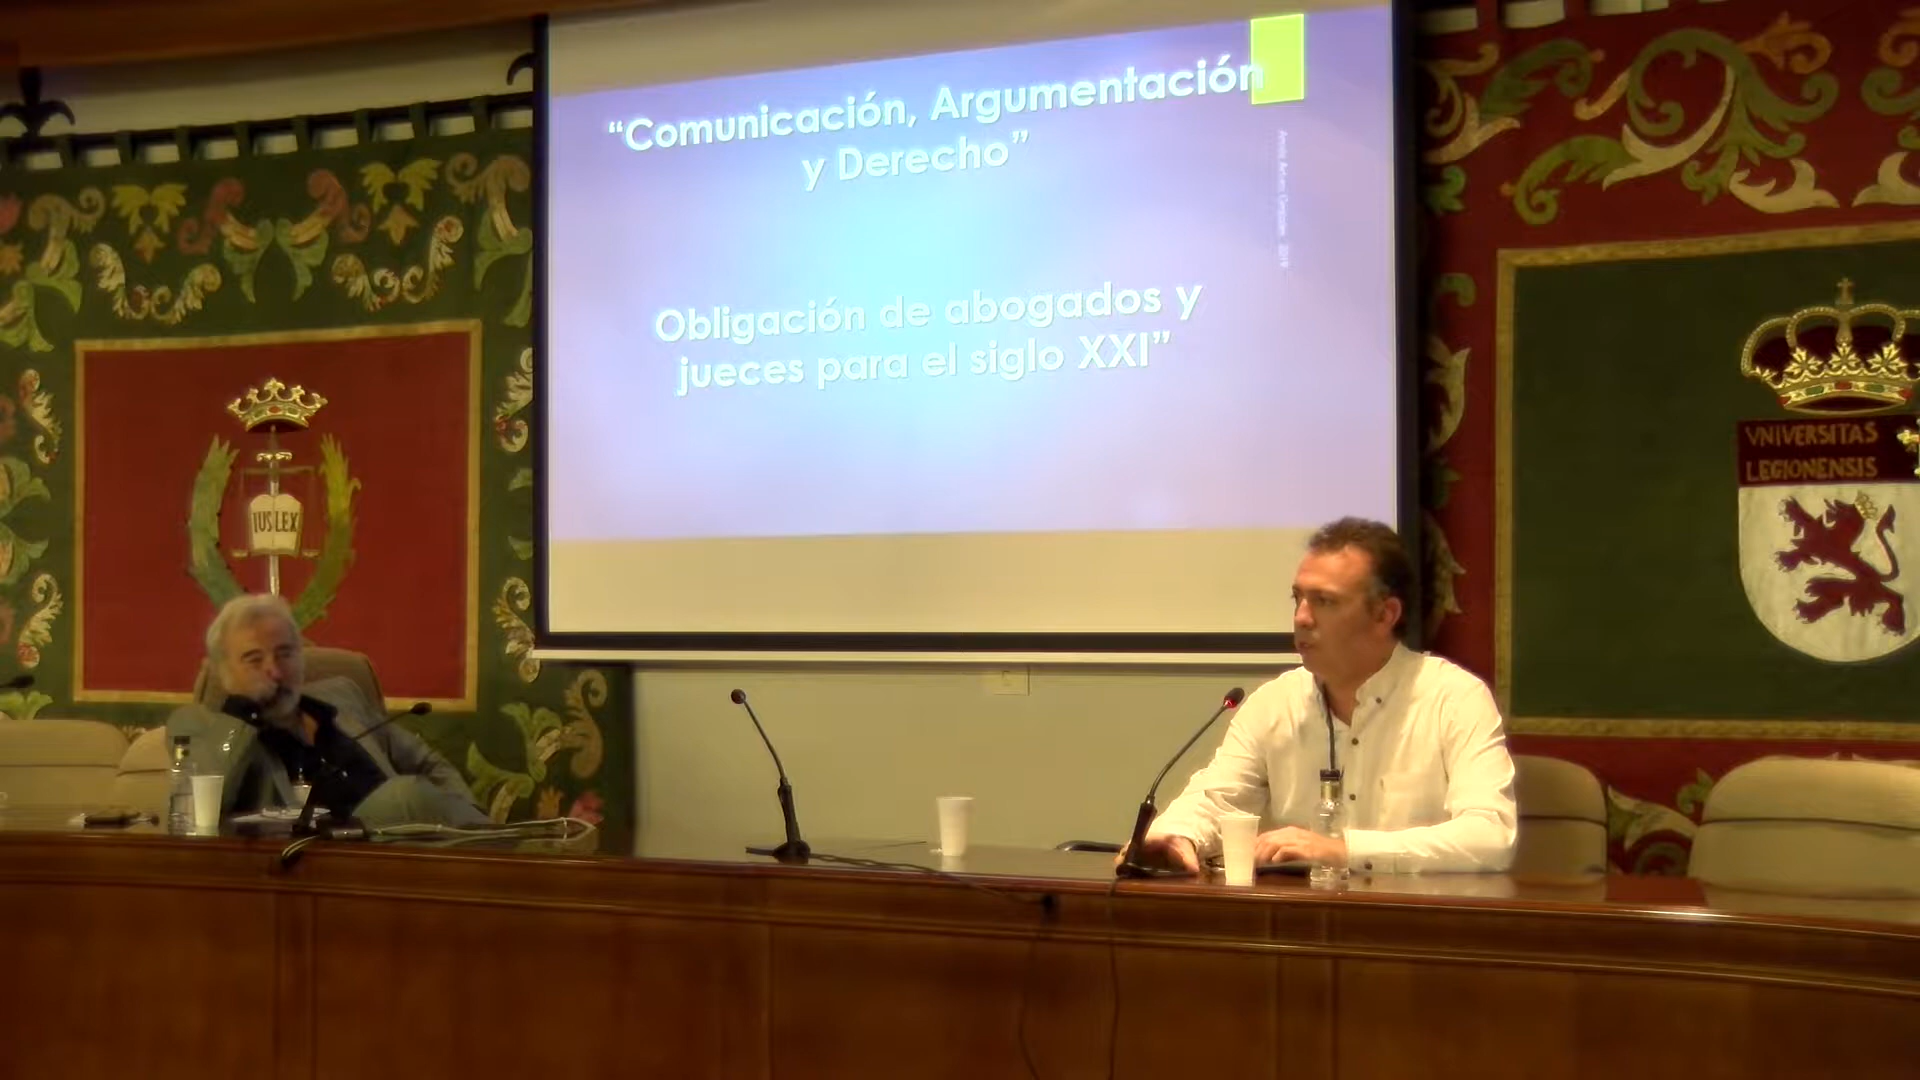 “Comunicación, Argumentación
y Derecho”
Obligación de abogados y
jueces para el siglo XXI”
IUS LEX
VNIVERSITAS
LEGIONENSIS